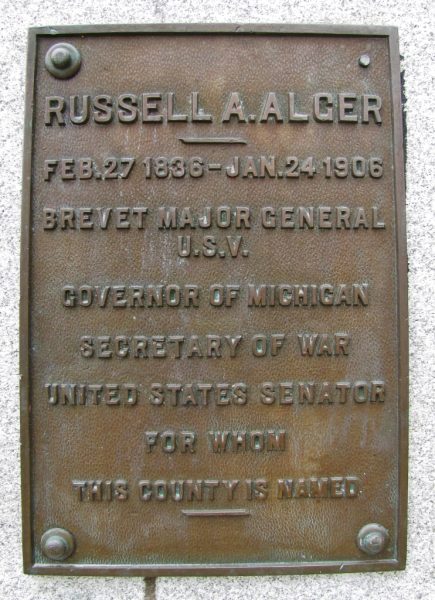 RUSSELL A. ALGER
FEB. 27 1836 – JAN. 24 1906
BREVET MAJOR GENERAL
U.S.V.
GOVERNOR OF MICHIGAN
SECRETARY OF WAR
UNITED STATES SENATOR
FOR WHOM
THIS COUNTY IS NAMED